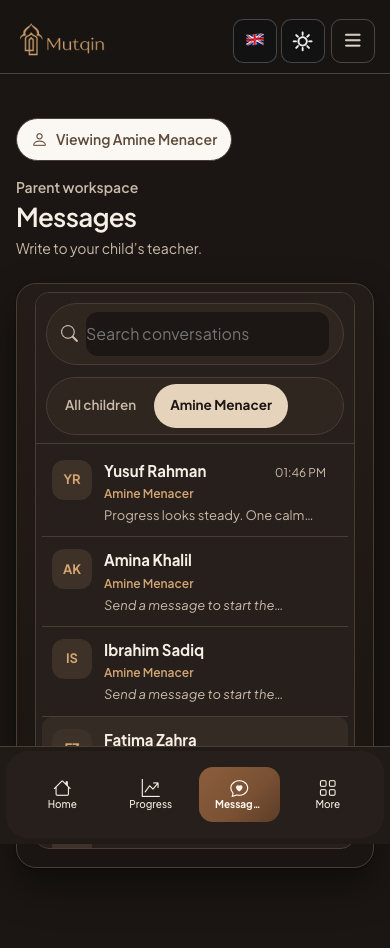 Mutqin
Viewing Amine Menacer
Parent workspace
Messages
Write to your child's teacher.
Search conversations
All children
Amine Menacer
YR
Yusuf Rahman
01:46 PM
Amine Menacer
Progress looks steady. One calm...
AK
Amina Khalil
Amine Menacer
Send a message to start the...
IS
Ibrahim Sadiq
Amine Menacer
Send a message to start the...
Fatima Zahra
Home
Progress
Messag...
More